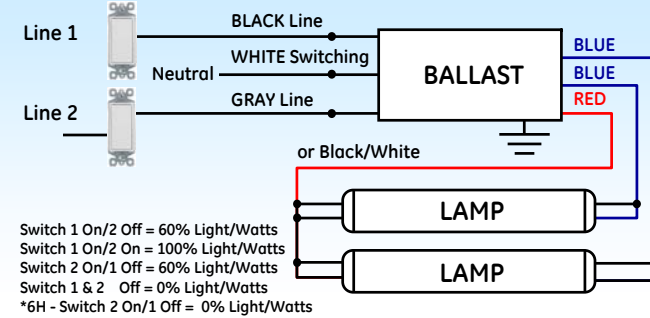 Line 1
BLACK Line
WHITE Switching
Neutral
GRAY Line
Line 2
BALLAST
BLUE
BLUE
RED
or Black/White
LAMP
LAMP
Switch 1 On/2 Off = 60% Light/Watts
Switch 1 On/2 On = 100% Light/Watts
Switch 2 On/1 Off = 60% Light/Watts
Switch 1 & 2 Off = 0% Light/Watts
*6H - Switch 2 On/1 Off = 0% Light/Watts